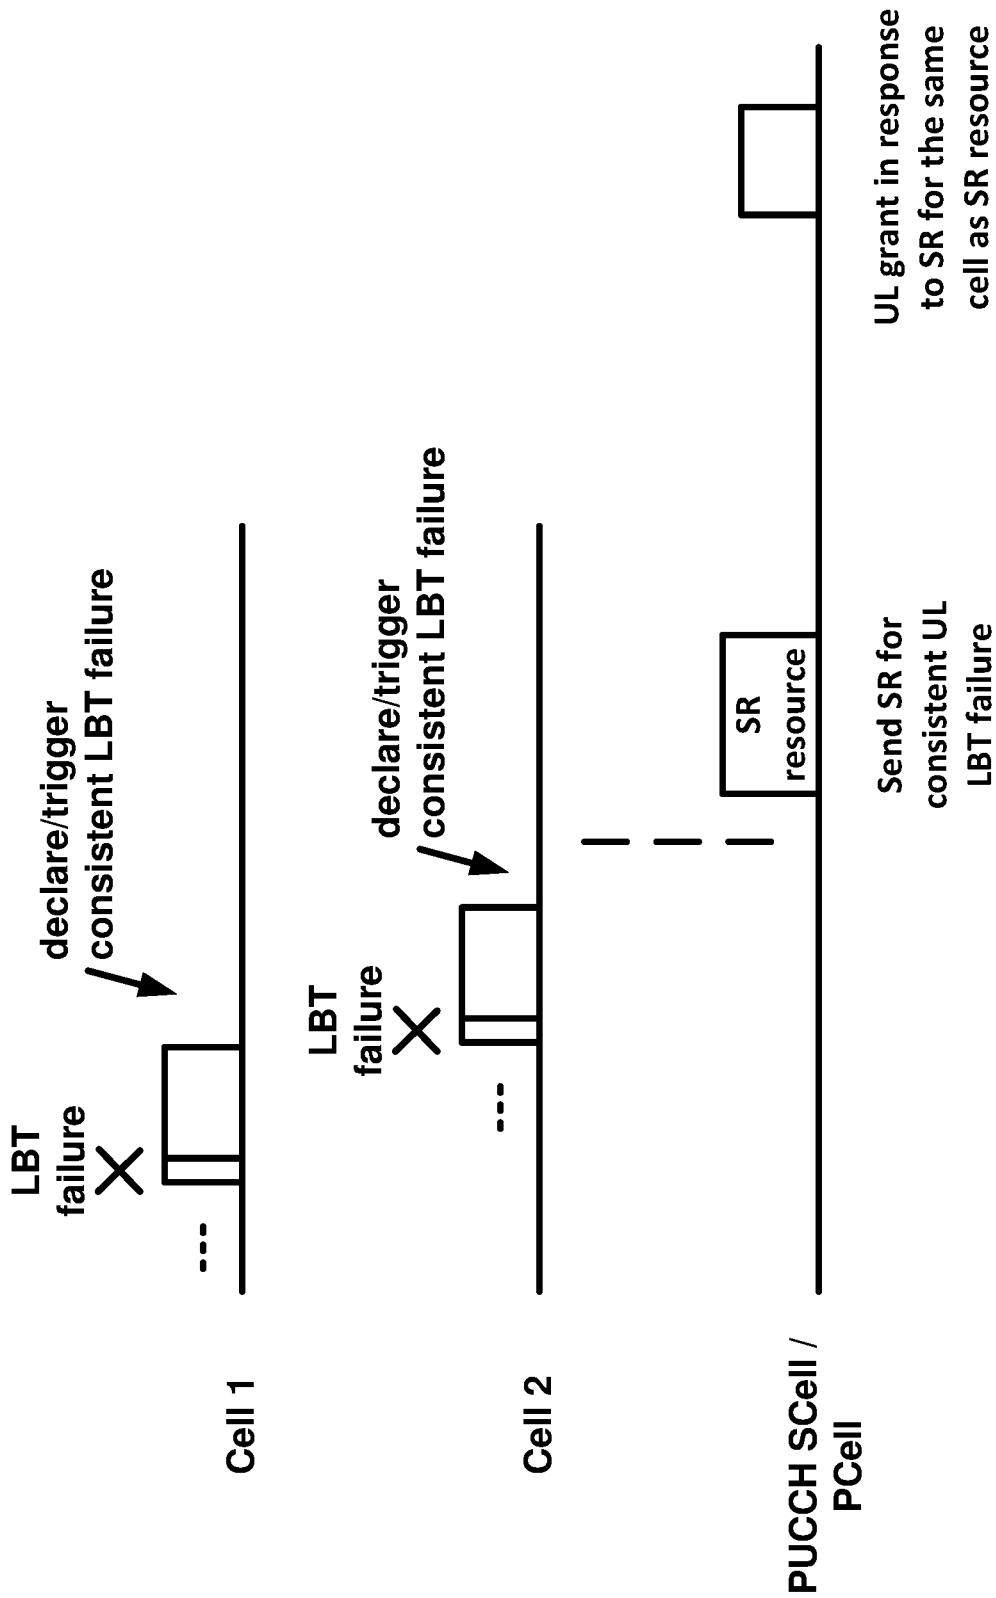 LBT
failure
declare/trigger
consistent LBT failure
Cell 1
LBT
failure
declare/trigger
consistent LBT failure
Cell 2
SR
resource
PUCCH SCell /
PCell
Send SR for
consistent UL
LBT failure
UL grant in response
to SR for the same
cell as SR resource